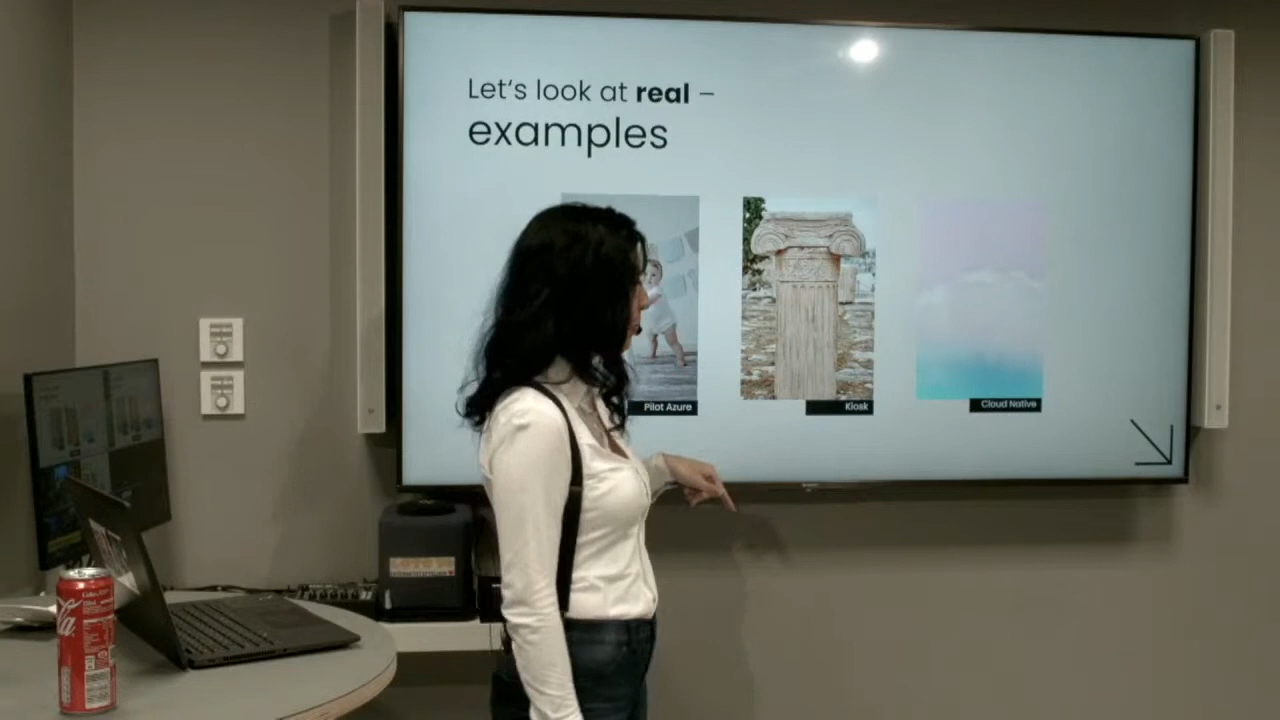 Let's look at real –
examples
Pilot Azure
Kiosk
Cloud Native